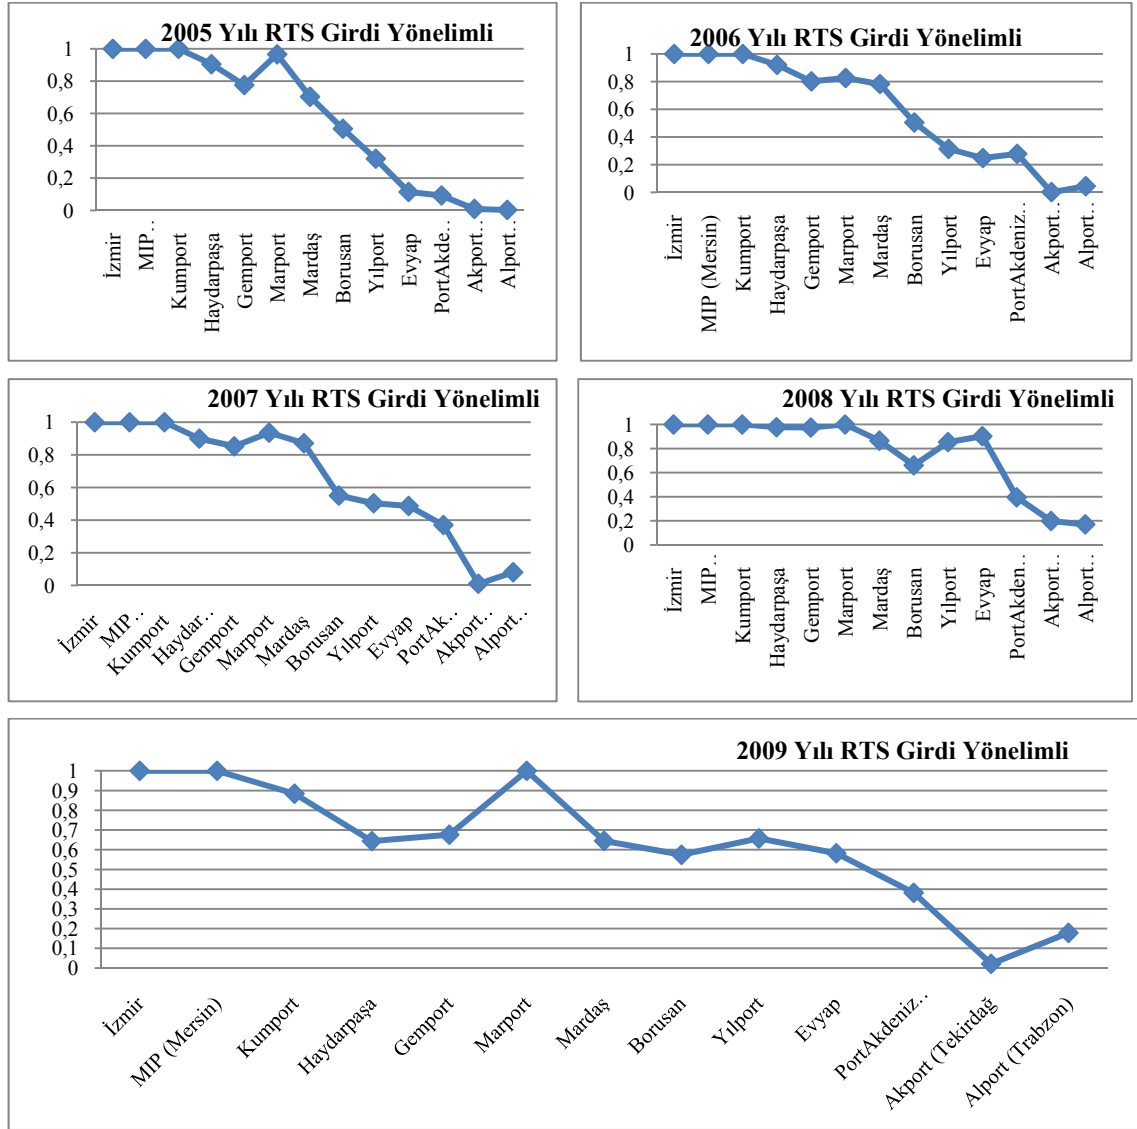 2005 Yılı RTS Girdi Yönelimli
1
0,8
0,6
0,4
0,2
0
İzmir
MIP..
Kumport
Haydarpaşa
Gemport
Marport
Mardaş
Borusan
Yılport
Evyap
PortAkde..
Akport..
Alport..
2006 Yılı RTS Girdi Yönelimli
1
0,8
0,6
0,4
0,2
0
İzmir
MIP (Mersin)
Kumport
Haydarpaşa
Gemport
Marport
Mardaş
Borusan
Yılport
Evyap
PortAkdeniz..
Akport..
Alport..
2007 Yılı RTS Girdi Yönelimli
1
0,8
0,6
0,4
0,2
0
İzmir
MIP..
Kumport
Haydar..
Gemport
Marport
Mardaş
Borusan
Yılport
Evyap
PortAk..
Akport..
Alport..
2008 Yılı RTS Girdi Yönelimli
1
0,8
0,6
0,4
0,2
0
İzmir
MIP..
Kumport
Haydarpaşa
Gemport
Marport
Mardaş
Borusan
Yılport
Evyap
PortAkden..
Akport..
Alport..
2009 Yılı RTS Girdi Yönelimli
1
0,9
0,8
0,7
0,6
0,5
0,4
0,3
0,2
0,1
0
İzmir
MIP (Mersin)
Kumport
Haydarpaşa
Gemport
Marport
Mardaş
Borusan
Yılport
Evyap
PortAkdeniz..
Akport (Tekirdağ
Alport (Trabzon)